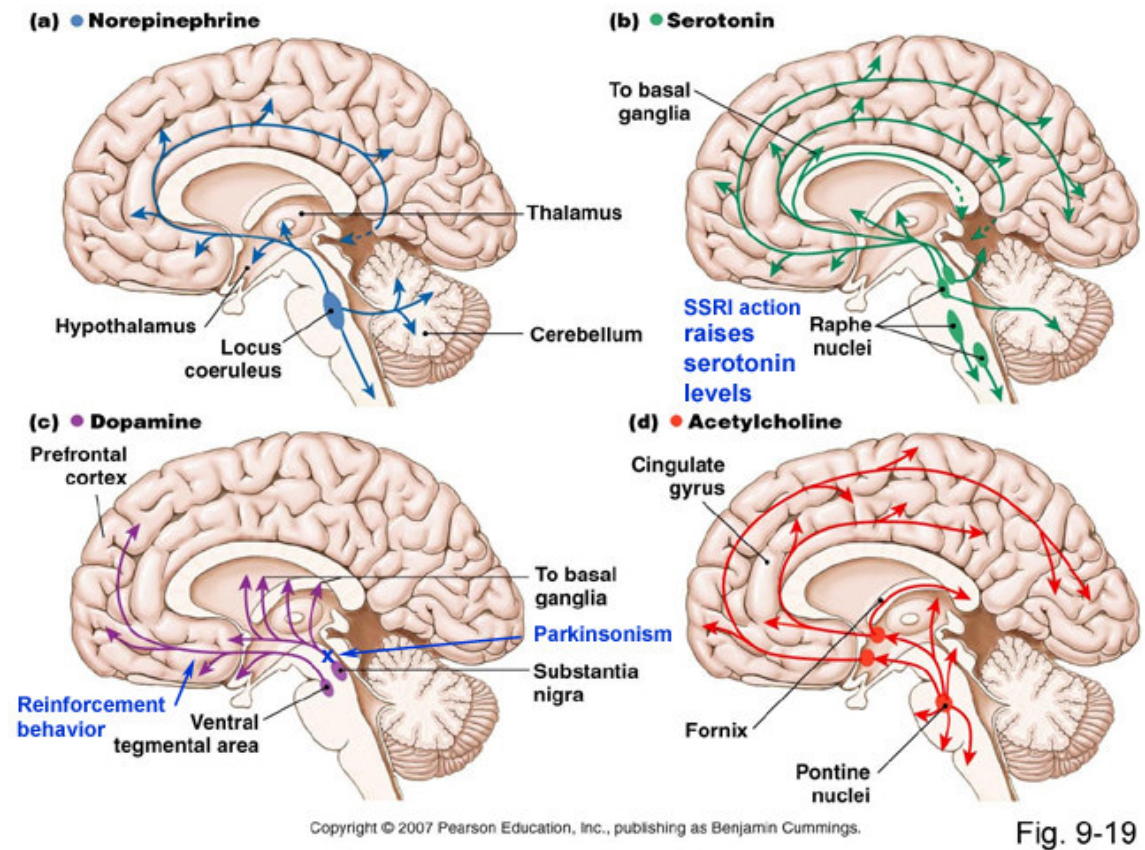 (a) ● Norepinephrine
Thalamus
Hypothalamus
Locus
coeruleus
Cerebellum
(b) ● Serotonin
To basal
ganglia
SSRI action
raises
serotonin
levels
Raphe
nuclei
(c) ● Dopamine
Prefrontal
cortex
To basal
ganglia
Parkinsonism
x
Substantia
nigra
Reinforcement
behavior
Ventral
tegmental area
(d) ● Acetylcholine
Cingulate
gyrus
Fornix
Pontine
nuclei
Copyright © 2007 Pearson Education, Inc., publishing as Benjamin Cummings.
Fig. 9-19